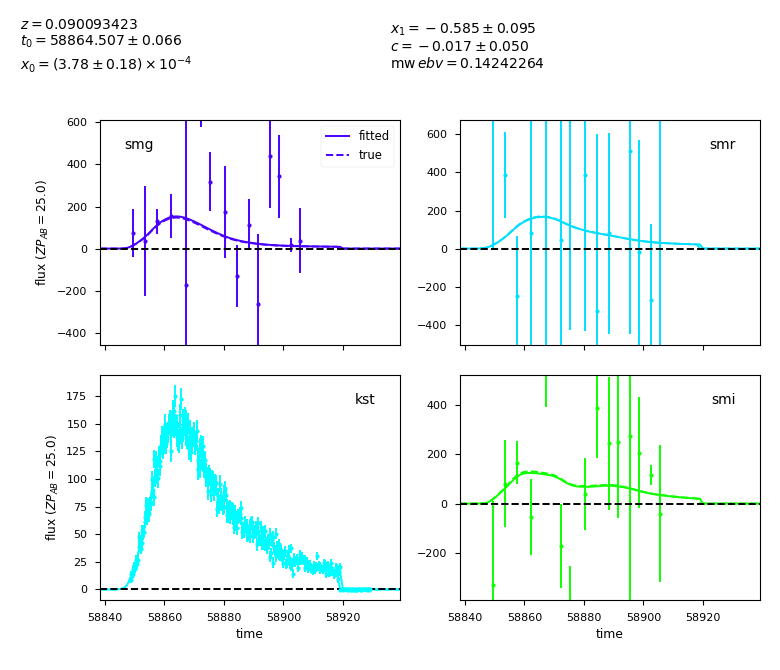 z = 0.090093423
t₀ = 58864.507 ± 0.066
x₀ = (3.78 ± 0.18) × 10⁻⁴
x₁ = −0.585 ± 0.095
c = −0.017 ± 0.050
mw ebv = 0.14242264
smg
fitted
true
600
400
200
0
−200
−400
flux (ZP_AB = 25.0)
smr
600
400
200
0
−200
−400
kst
175
150
125
100
75
50
25
0
flux (ZP_AB = 25.0)
58840 58860 58880 58900 58920
time
smi
400
200
0
−200
58840 58860 58880 58900 58920
time